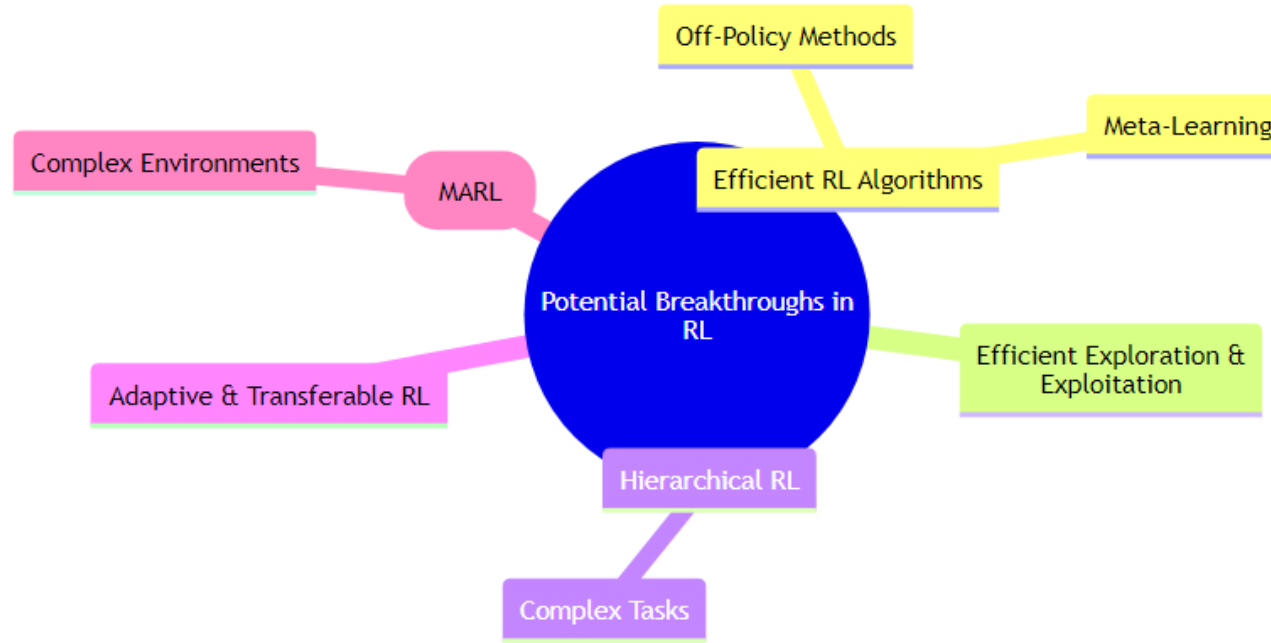 Off-Policy Methods
Meta-Learning
Complex Environments
MARL
Efficient RL Algorithms
Potential Breakthroughs in
RL
Efficient Exploration &
Exploitation
Adaptive & Transferable RL
Hierarchical RL
Complex Tasks